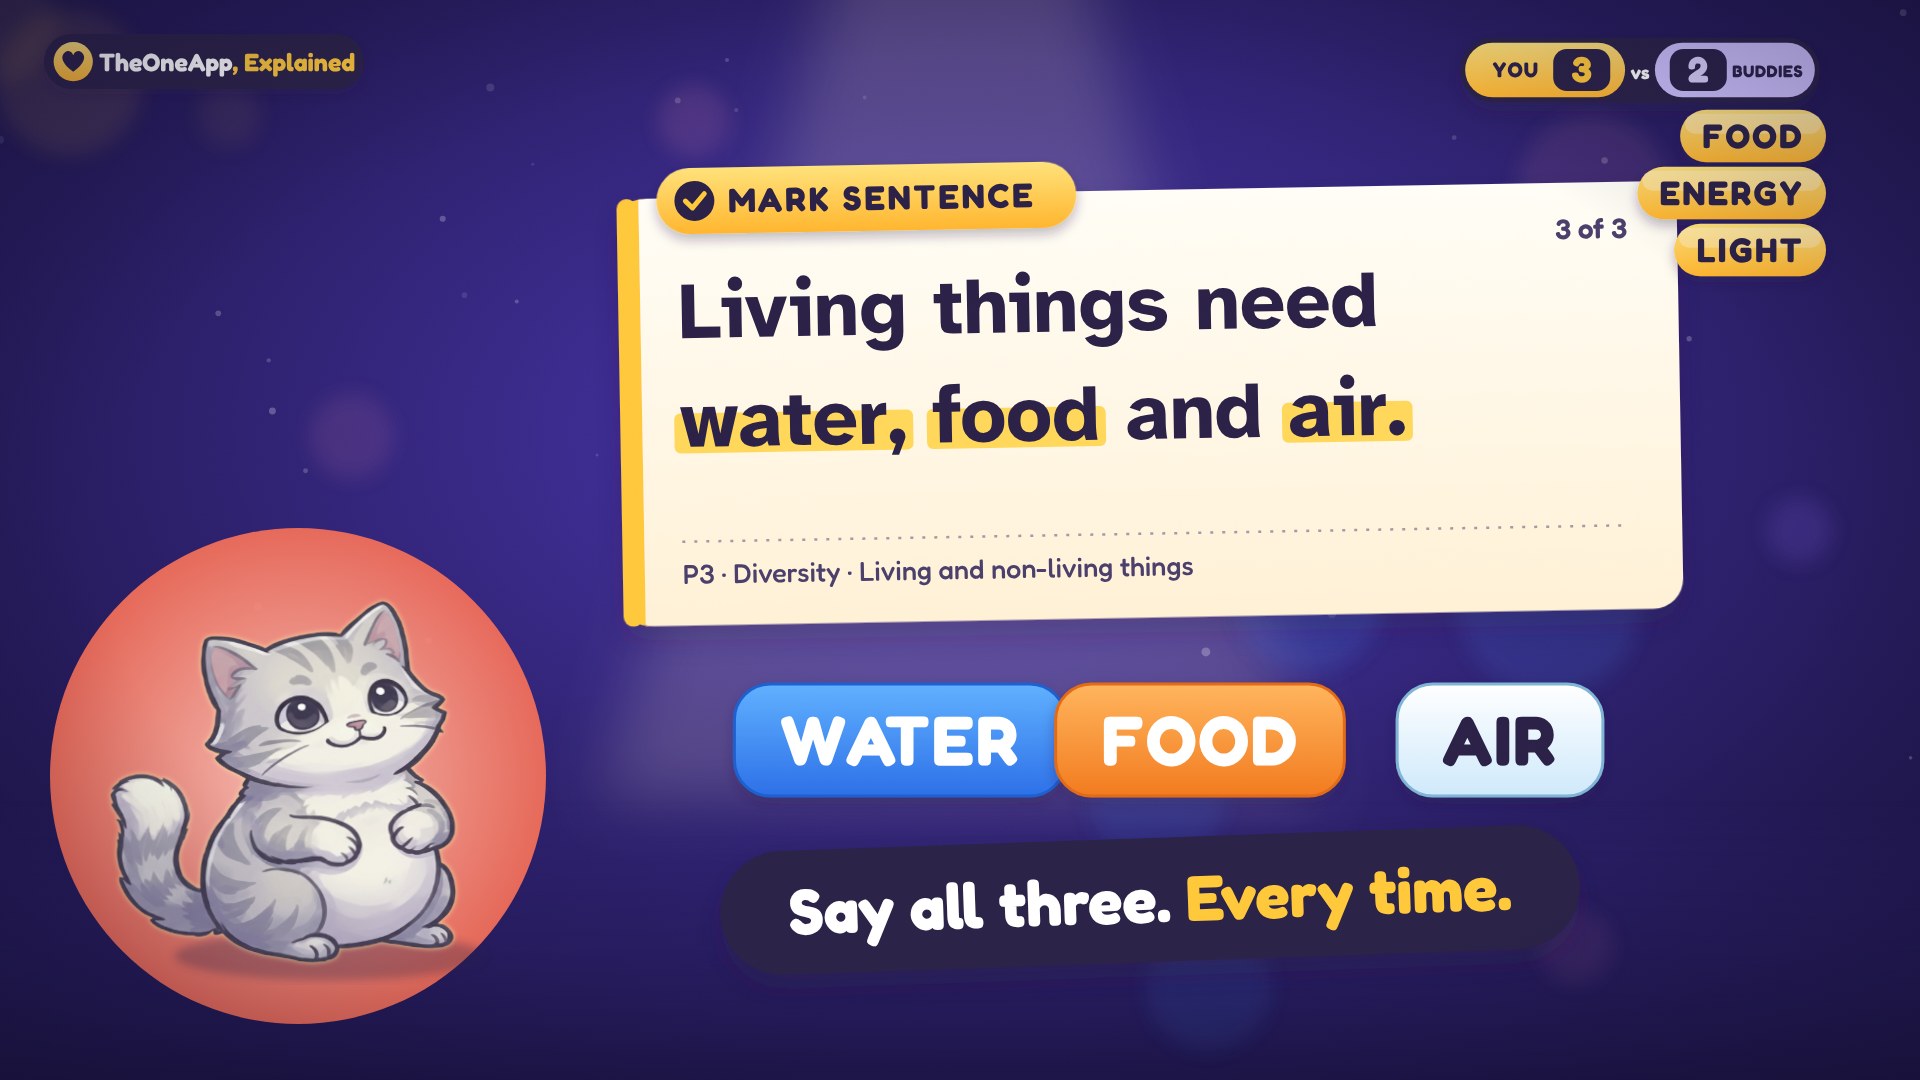 TheOneApp, Explained
YOU 3 vs 2 BUDDIES
FOOD
ENERGY
LIGHT
MARK SENTENCE
3 of 3
Living things need
water, food and air.
P3 · Diversity · Living and non-living things
WATER FOOD AIR
Say all three. Every time.